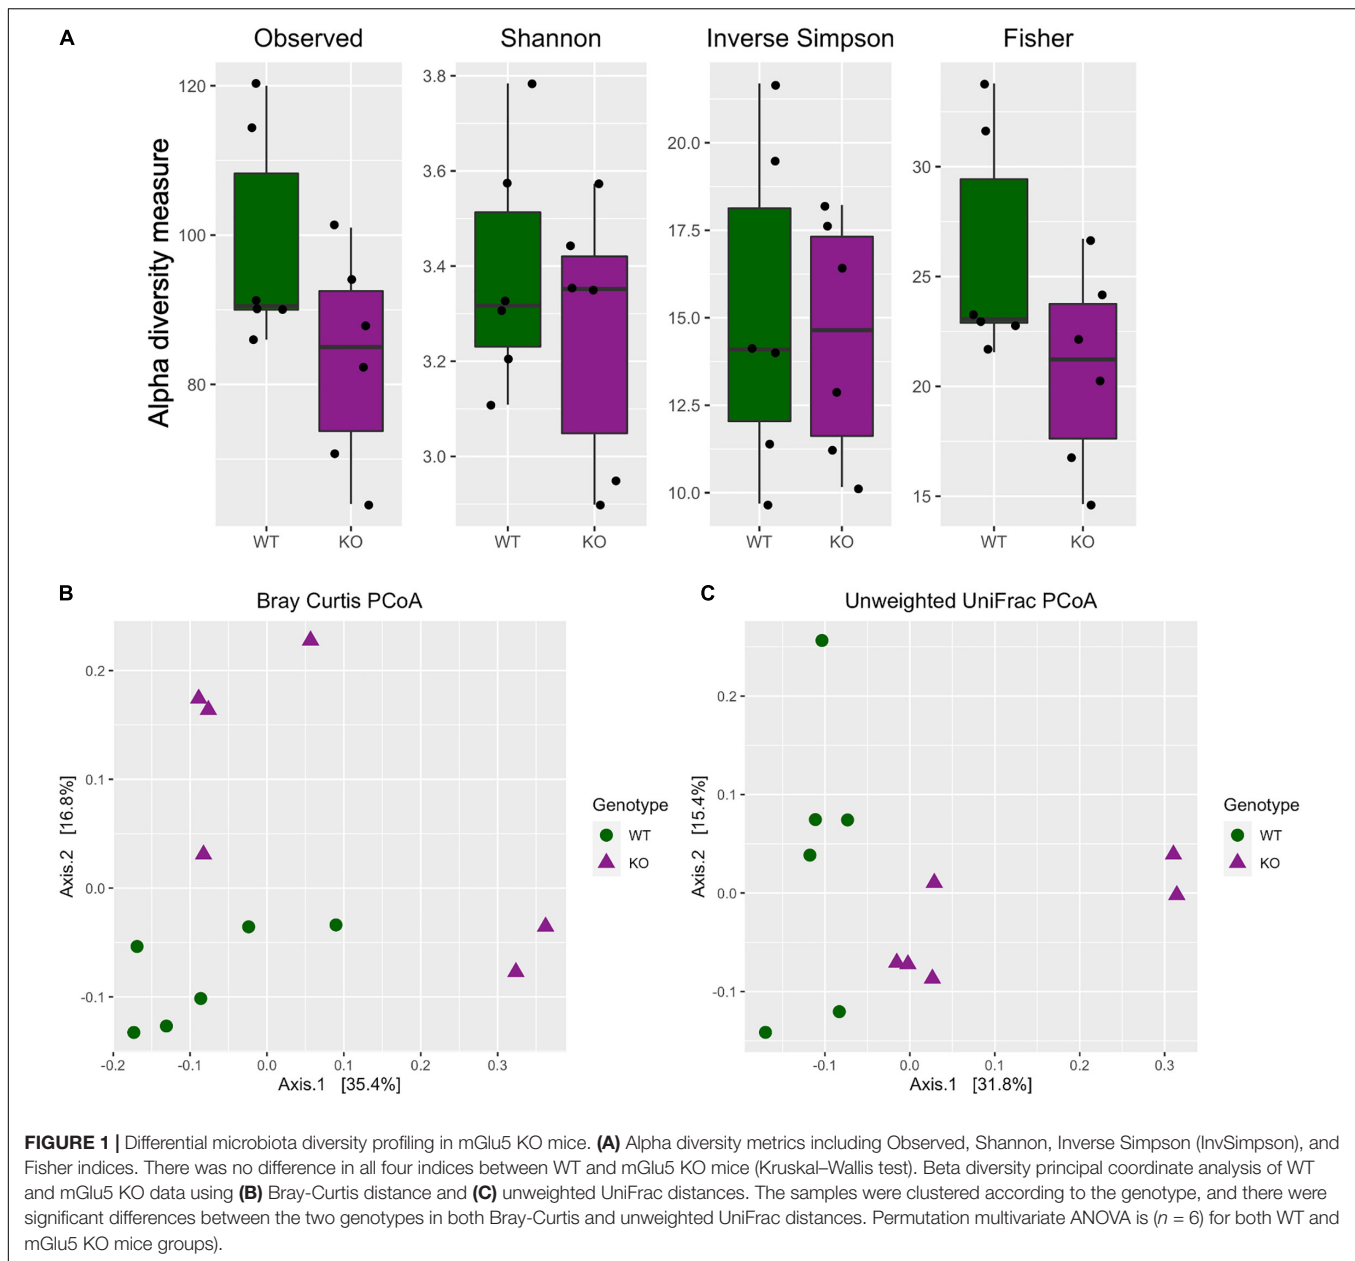 A
Observed
Shannon
Inverse Simpson
Fisher
Alpha diversity measure
120
100
80
WT
KO
3.8
3.6
3.4
3.2
3.0
WT
KO
20.0
17.5
15.0
12.5
10.0
WT
KO
30
25
20
15
WT
KO
B
Bray Curtis PCoA
Axis.2 [16.8%]
0.2
0.1
0.0
-0.1
-0.2
-0.1
0.0
0.1
0.2
0.3
Axis.1 [35.4%]
Genotype
WT
KO
C
Unweighted UniFrac PCoA
Axis.2 [15.4%]
0.2
0.1
0.0
-0.1
-0.1
0.0
0.1
0.2
0.3
Axis.1 [31.8%]
Genotype
WT
KO
FIGURE 1 | Differential microbiota diversity profiling in mGlu5 KO mice. (A) Alpha diversity metrics including Observed, Shannon, Inverse Simpson (InvSimpson), and
Fisher indices. There was no difference in all four indices between WT and mGlu5 KO mice (Kruskal–Wallis test). Beta diversity principal coordinate analysis of WT
and mGlu5 KO data using (B) Bray-Curtis distance and (C) unweighted UniFrac distances. The samples were clustered according to the genotype, and there were
significant differences between the two genotypes in both Bray-Curtis and unweighted UniFrac distances. Permutation multivariate ANOVA is (n = 6) for both WT and
mGlu5 KO mice groups).